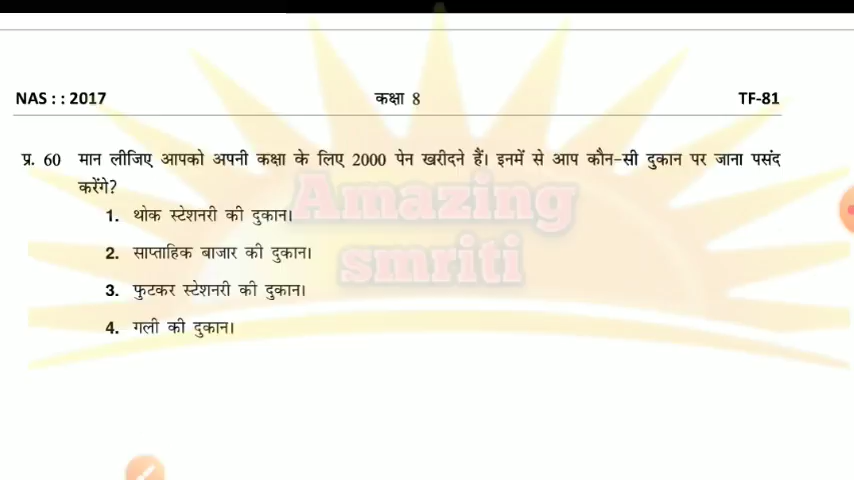 NAS : : 2017 कक्षा 8 TF-81
प्र. 60 मान लीजिए आपको अपनी कक्षा के लिए 2000 पेन खरीदने हैं। इनमें से आप कौन-सी दुकान पर जाना पसंद
करेंगे?
1. थोक स्टेशनरी की दुकान।
2. साप्ताहिक बाजार की दुकान।
3. फुटकर स्टेशनरी की दुकान।
4. गली की दुकान।
Amazing
smriti